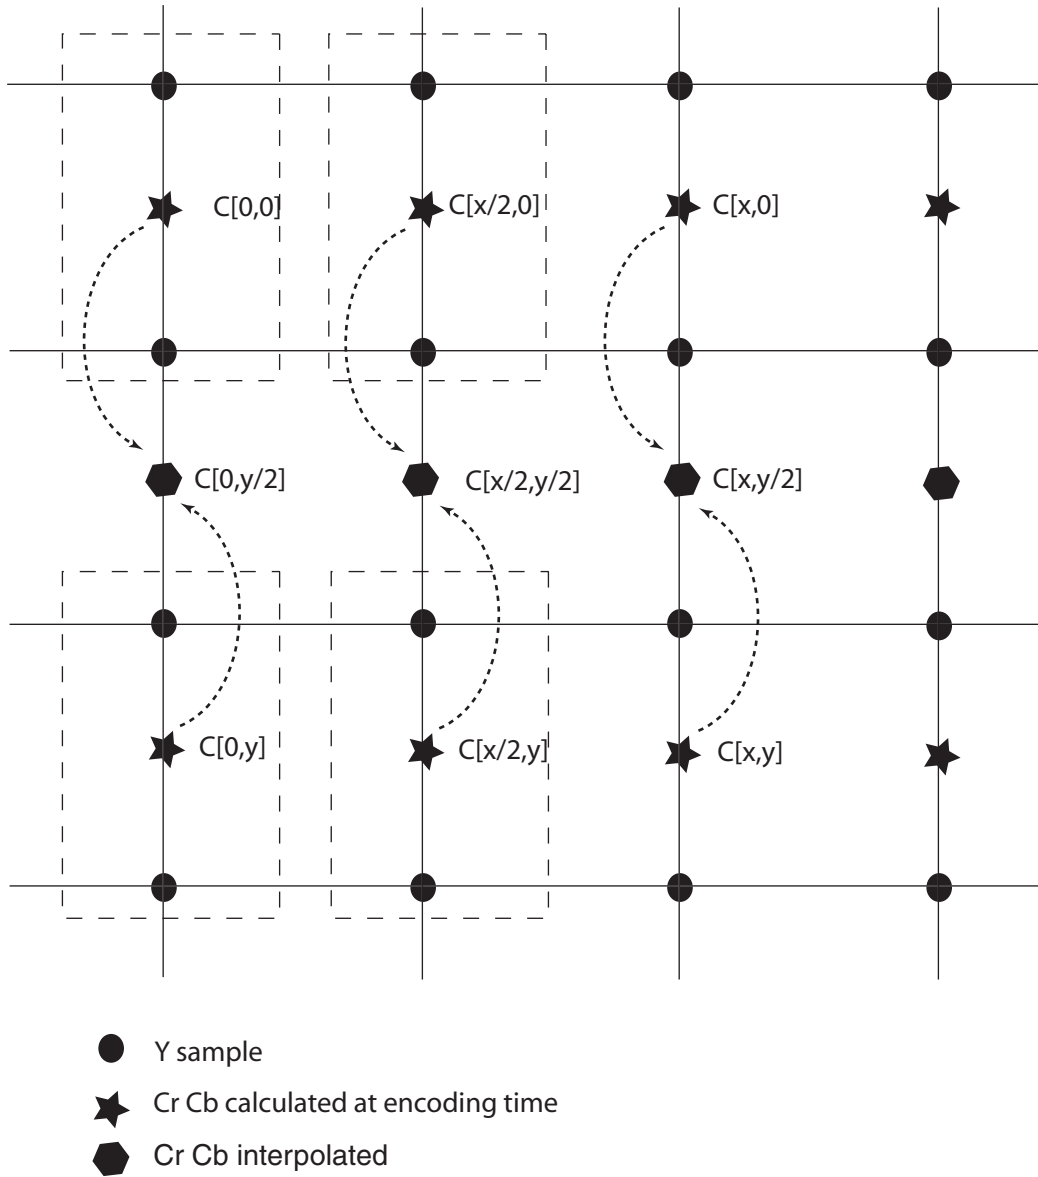 C[0,0]
C[x/2,0]
C[x,0]
C[0,y/2]
C[x/2,y/2]
C[x,y/2]
C[0,y]
C[x/2,y]
C[x,y]
Y sample
Cr Cb calculated at encoding time
Cr Cb interpolated